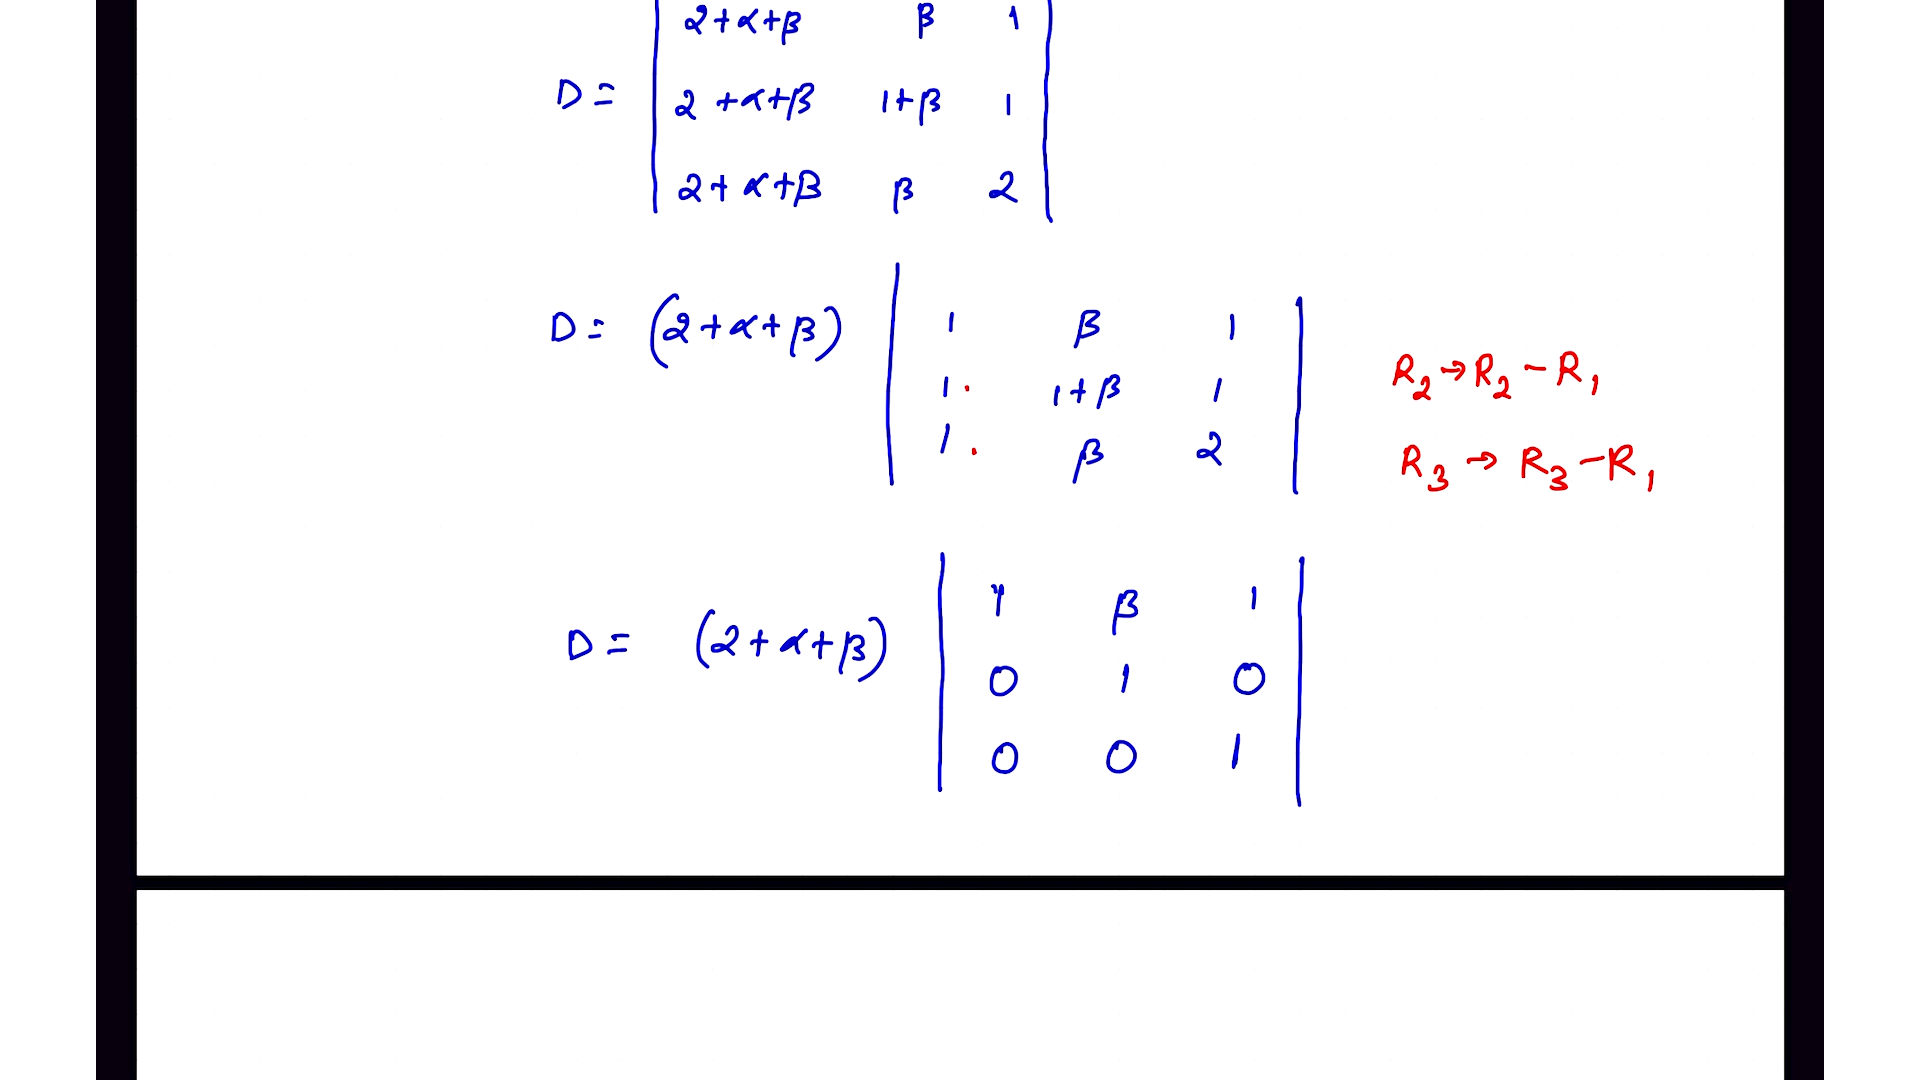 2+α+β β 1
D = 2+α+β 1+β 1
2+α+β β 2
D = (2+α+β) 1 β 1
1 1+β 1
1 β 2
R₂→R₂-R₁
R₃→R₃-R₁
D = (2+α+β) 1 β 1
0 1 0
0 0 1